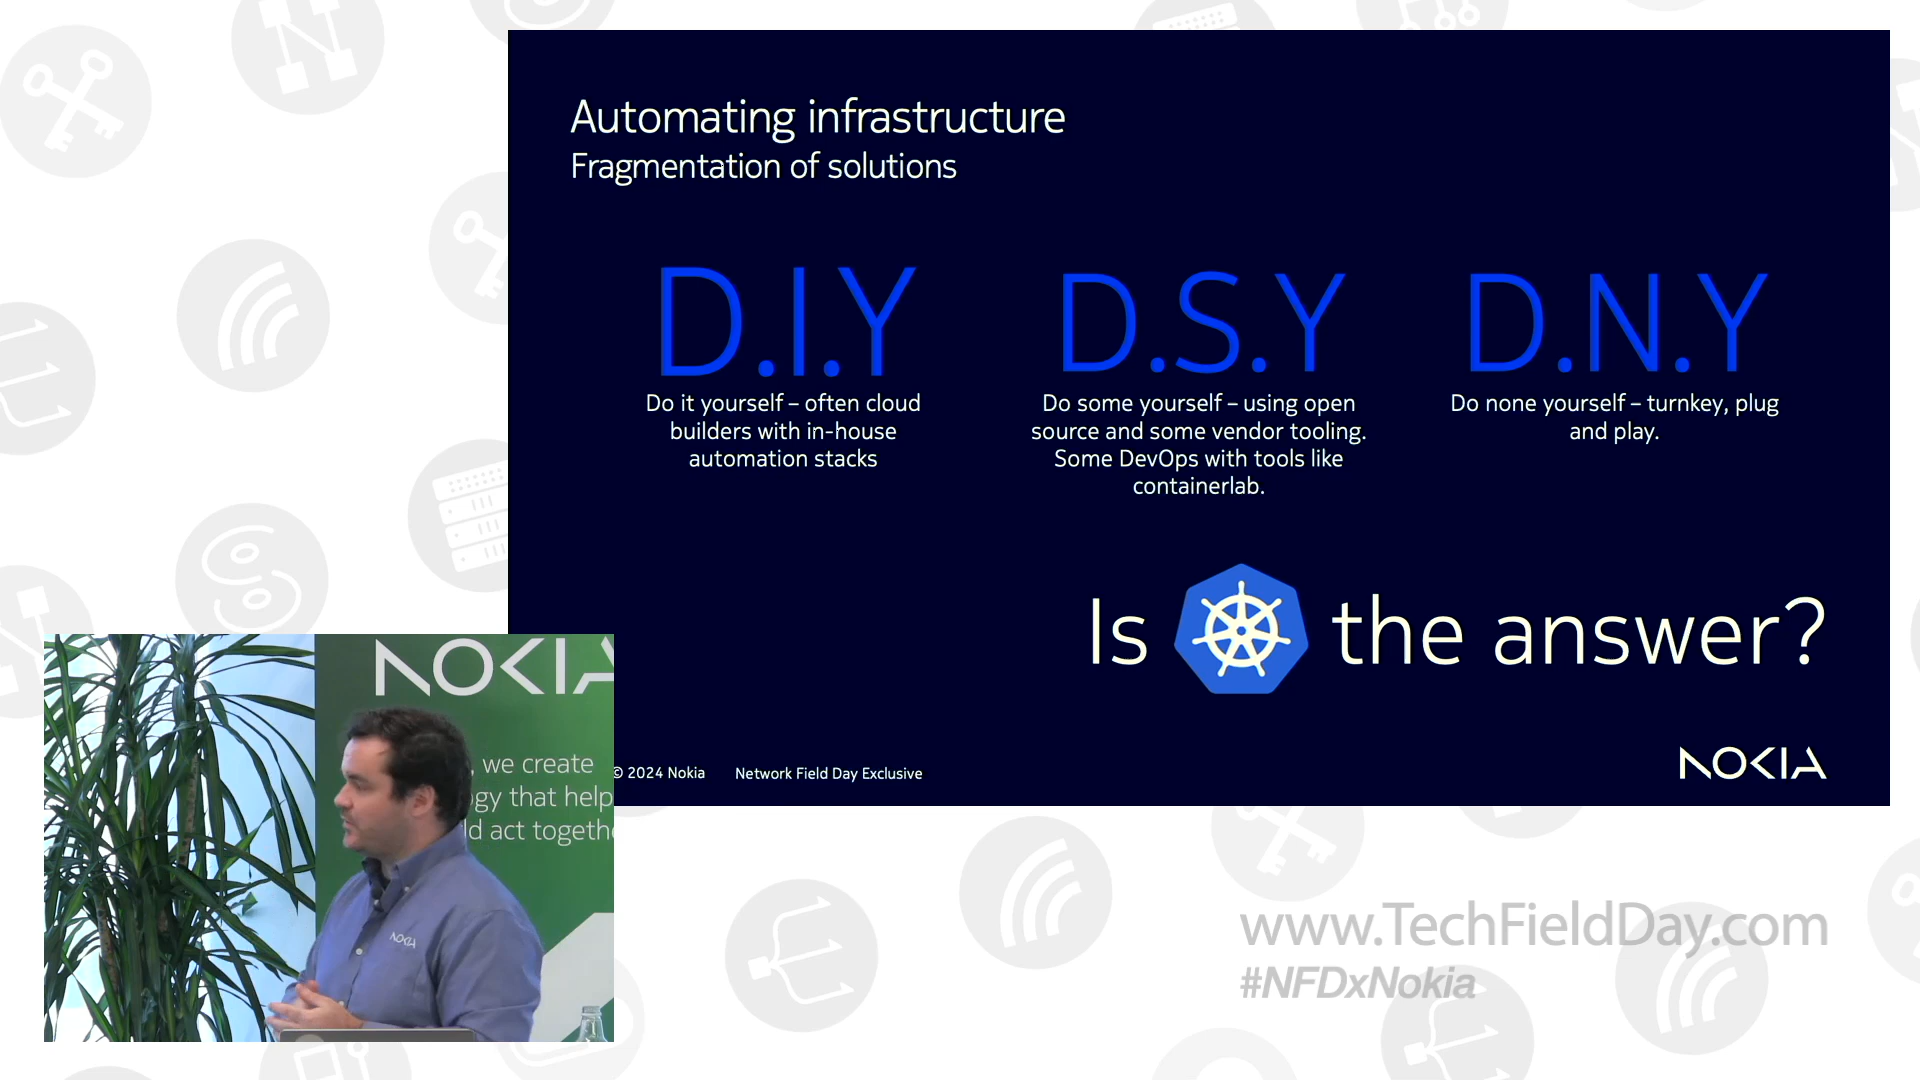 Automating infrastructure
Fragmentation of solutions
D.I.Y
Do it yourself – often cloud
builders with in-house
automation stacks
D.S.Y
Do some yourself – using open
source and some vendor tooling.
Some DevOps with tools like
containerlab.
D.N.Y
Do none yourself – turnkey, plug
and play.
Is the answer?
© 2024 Nokia Network Field Day Exclusive
NOKIA
NOKIA
, we create
gy that help
d act togeth
NOKIA
www.TechFieldDay.com
#NFDxNokia